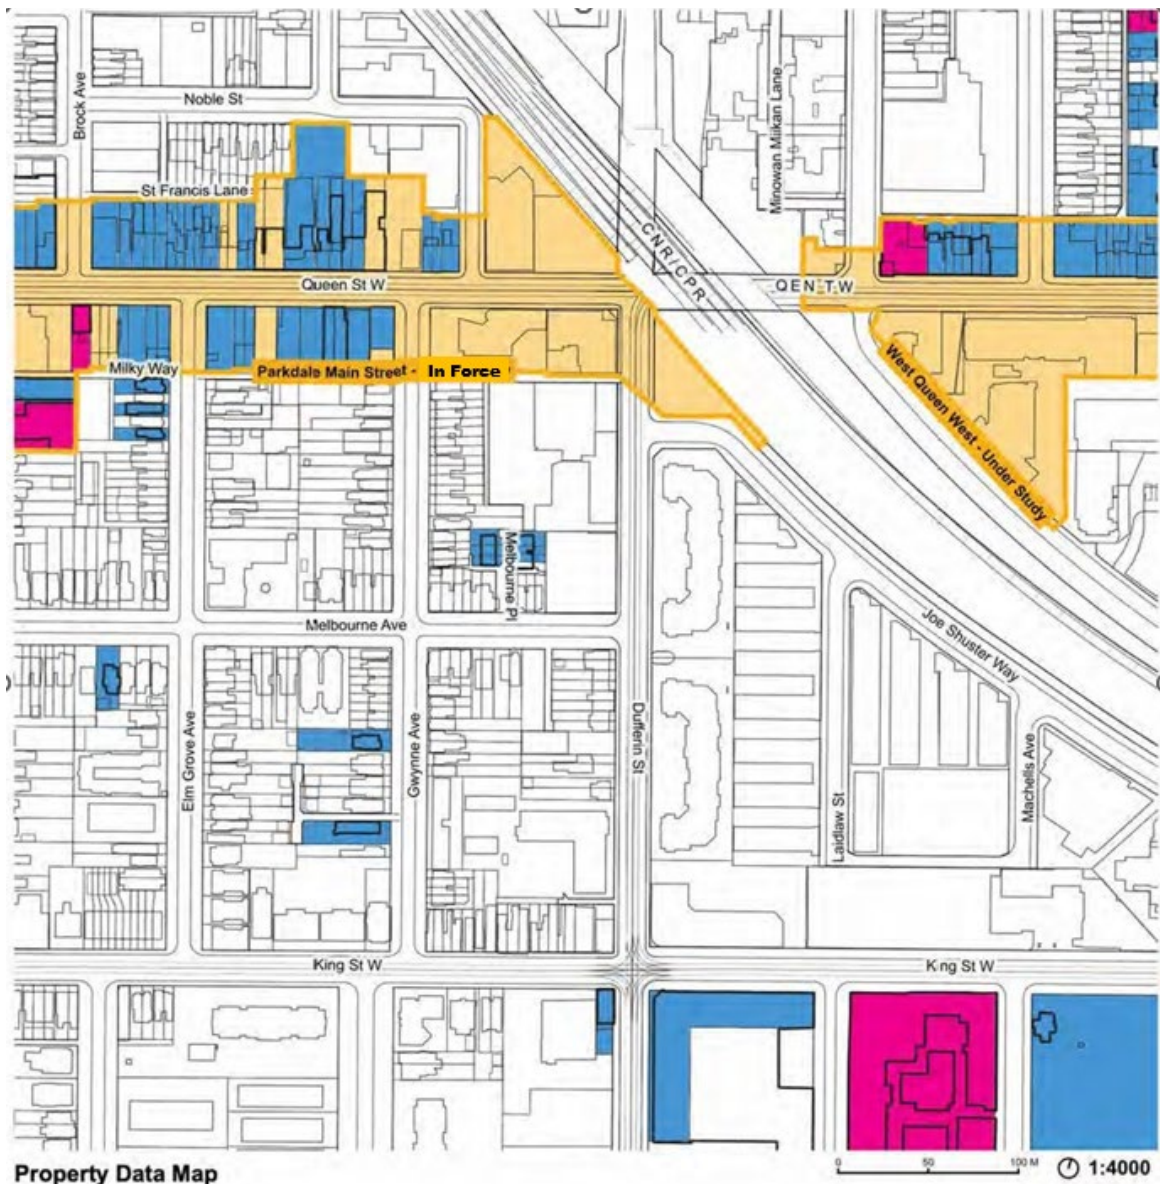 Brock Ave
Noble St
Minowan Miikan Lane
St Francis Lane
CNR/CPR
Queen St W
QEN T W
Milky Way
Parkdale Main Street - In Force
West Queen West - Under Study
Melbourne Pl
Melbourne Ave
Joe Shuster Way
Elm Grove Ave
Gwynne Ave
Dufferin St
Laidlaw St
Machells Ave
King St W
K ng St W
Property Data Map
0 50 100 M
1:4000